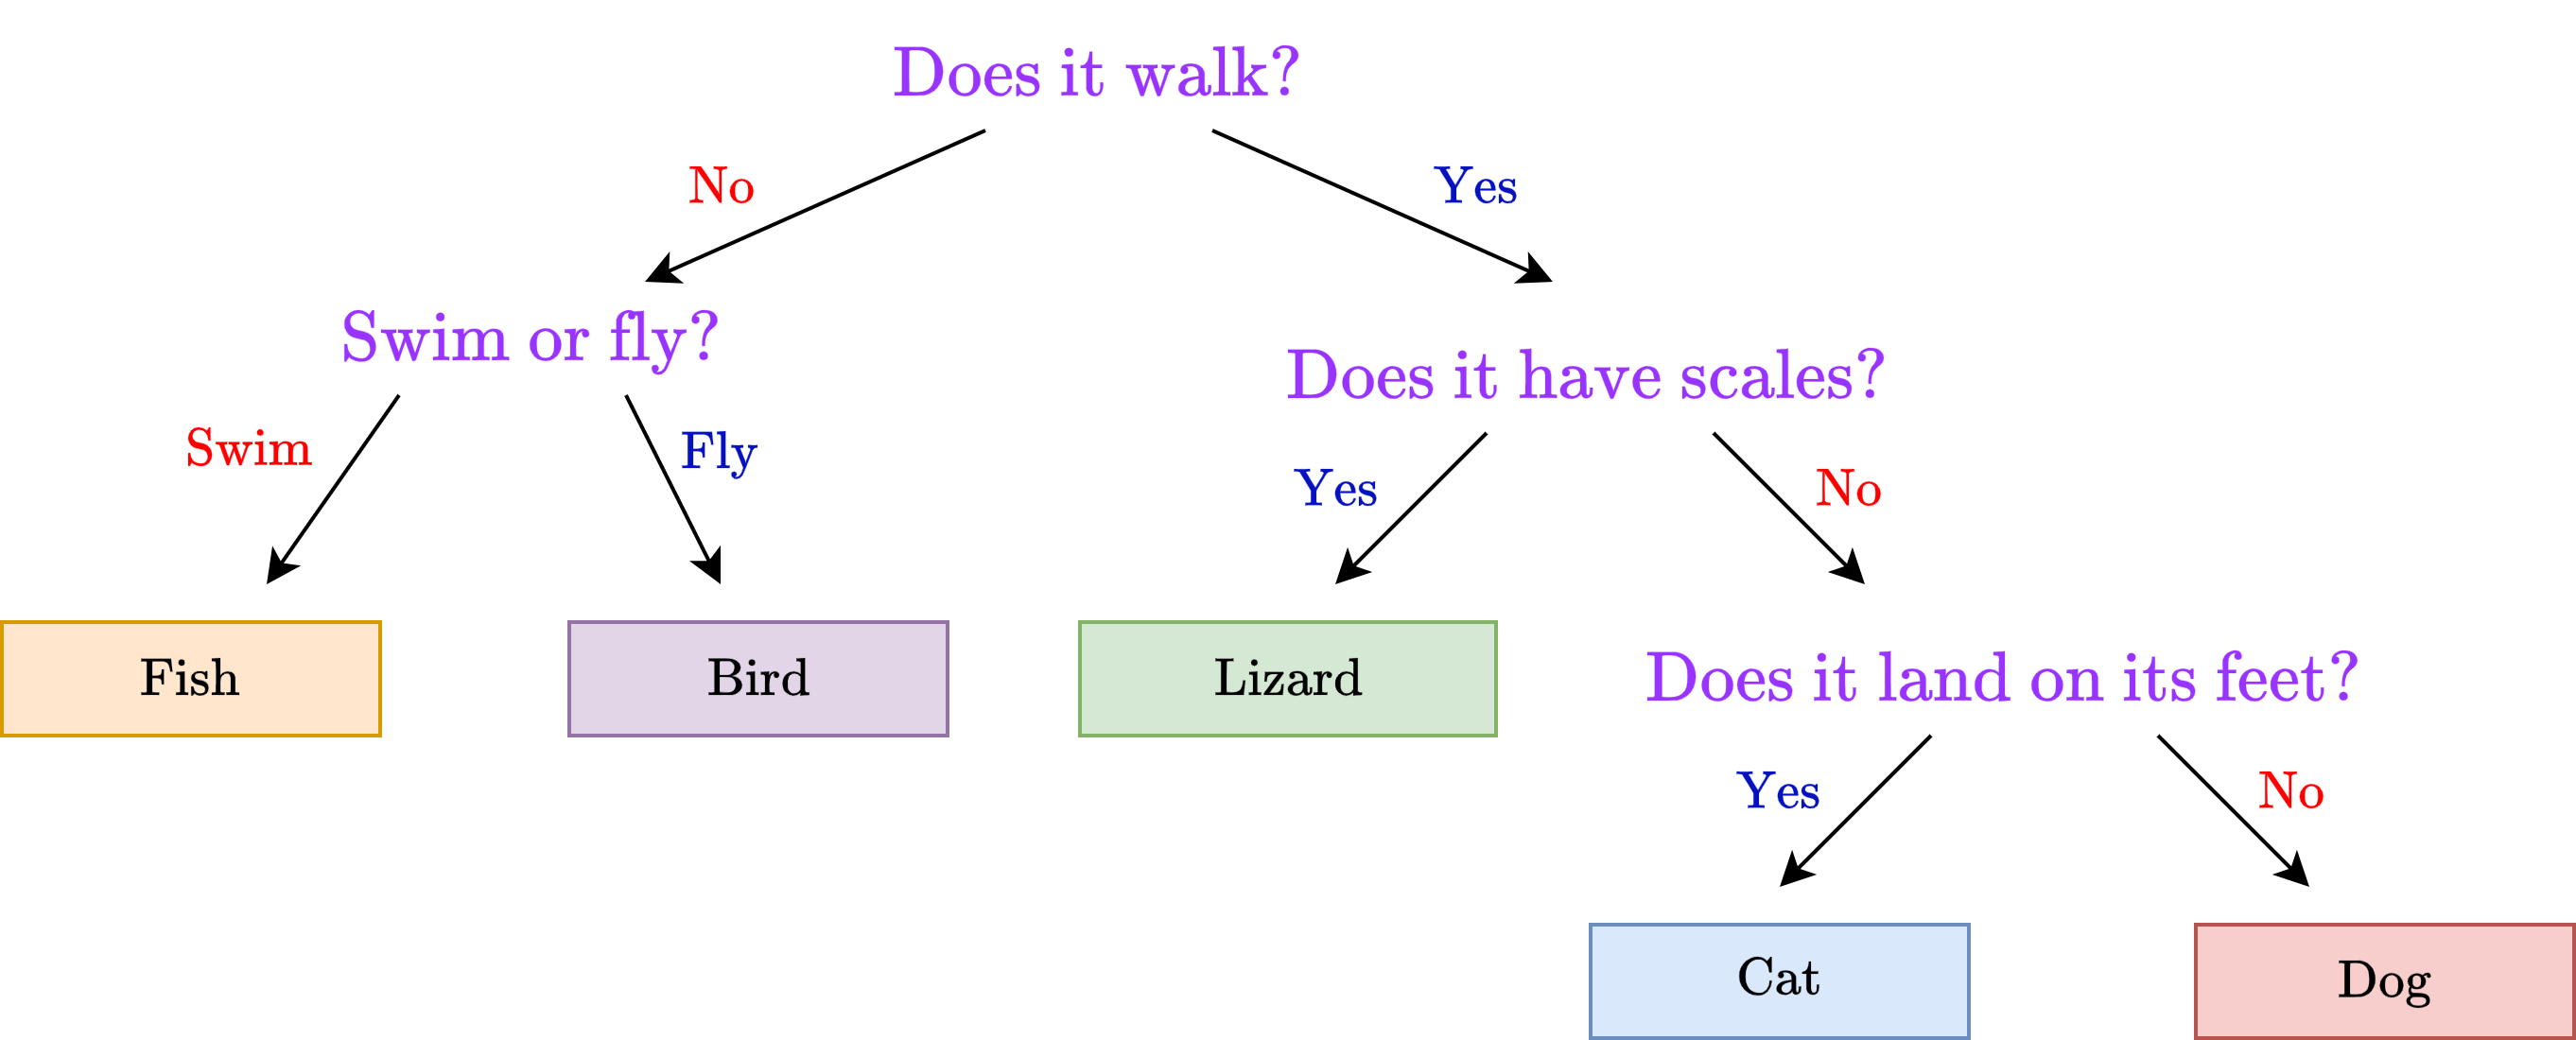 Does it walk?
No
Yes
Swim or fly?
Does it have scales?
Swim
Fly
Yes
No
Fish
Bird
Lizard
Does it land on its feet?
Yes
No
Cat
Dog